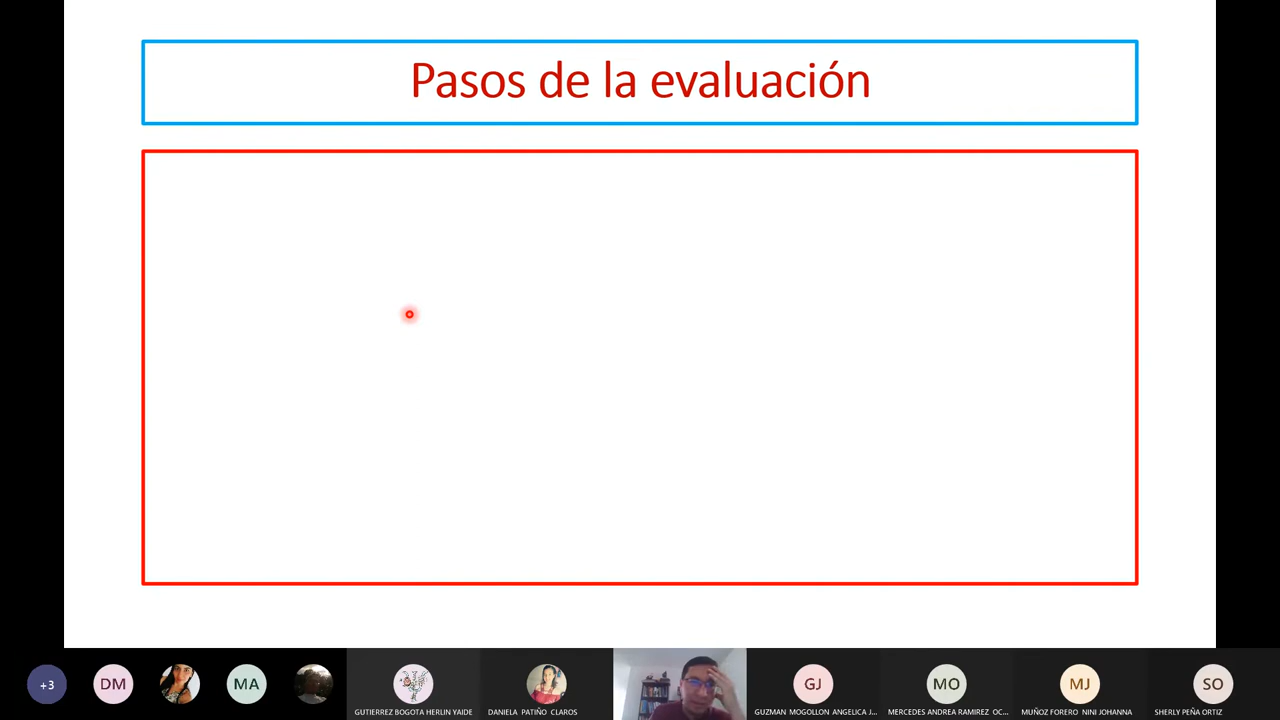 Pasos de la evaluación
+3
DM
MA
GJ
MO
MJ
SO
GUTIERREZ BOGOTA HERLIN YAIDE
DANIELA PATIÑO CLAROS
GUZMAN MOGOLLON ANGELICA J...
MERCEDES ANDREA RAMIREZ OC...
MUÑOZ FORERO NINI JOHANNA
SHERLY PEÑA ORTIZ